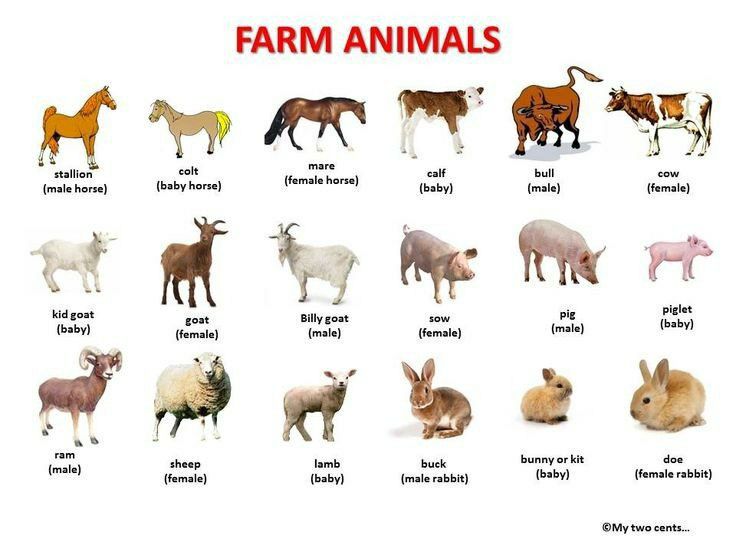 FARM ANIMALS
stallion
(male horse)
colt
(baby horse)
mare
(female horse)
calf
(baby)
bull
(male)
cow
(female)
kid goat
(baby)
goat
(female)
Billy goat
(male)
sow
(female)
pig
(male)
piglet
(baby)
ram
(male)
sheep
(female)
lamb
(baby)
buck
(male rabbit)
bunny or kit
(baby)
doe
(female rabbit)
©My two cents...